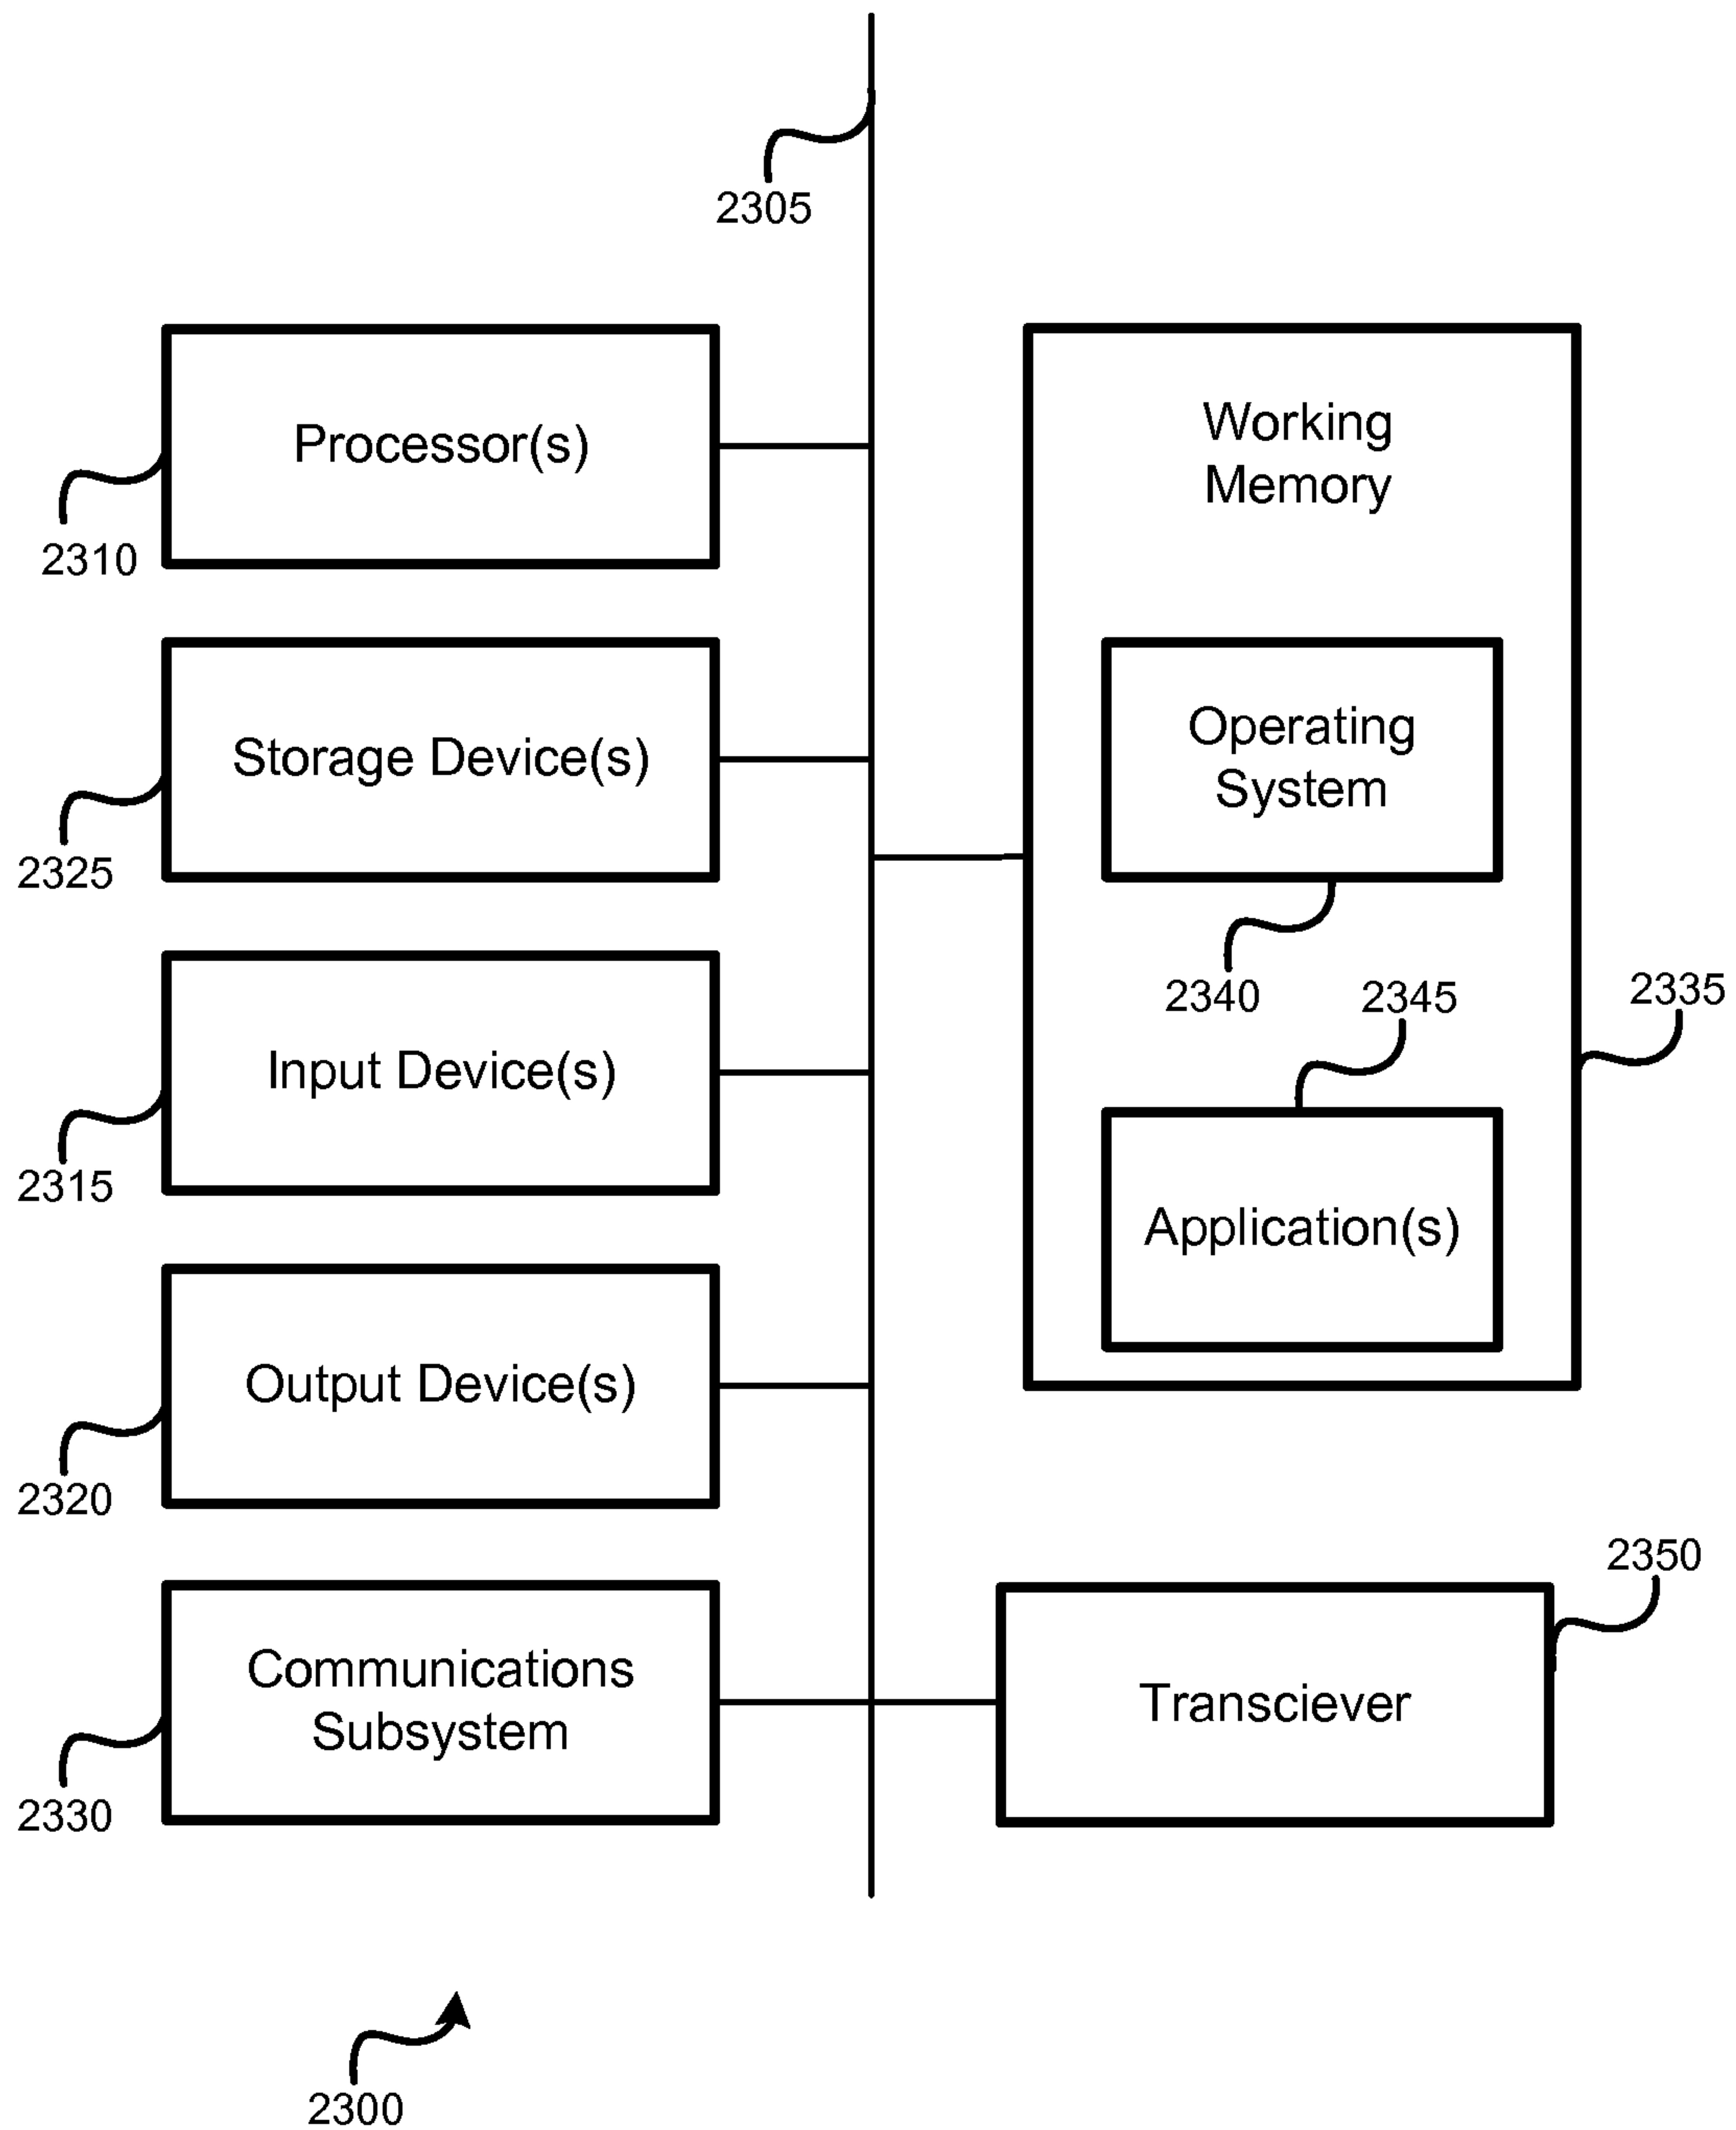 2305
Processor(s)
2310
Storage Device(s)
2325
Input Device(s)
2315
Output Device(s)
2320
Communications
Subsystem
2330
Working
Memory
Operating
System
2340
2345
2335
Application(s)
2350
Transciever
2300